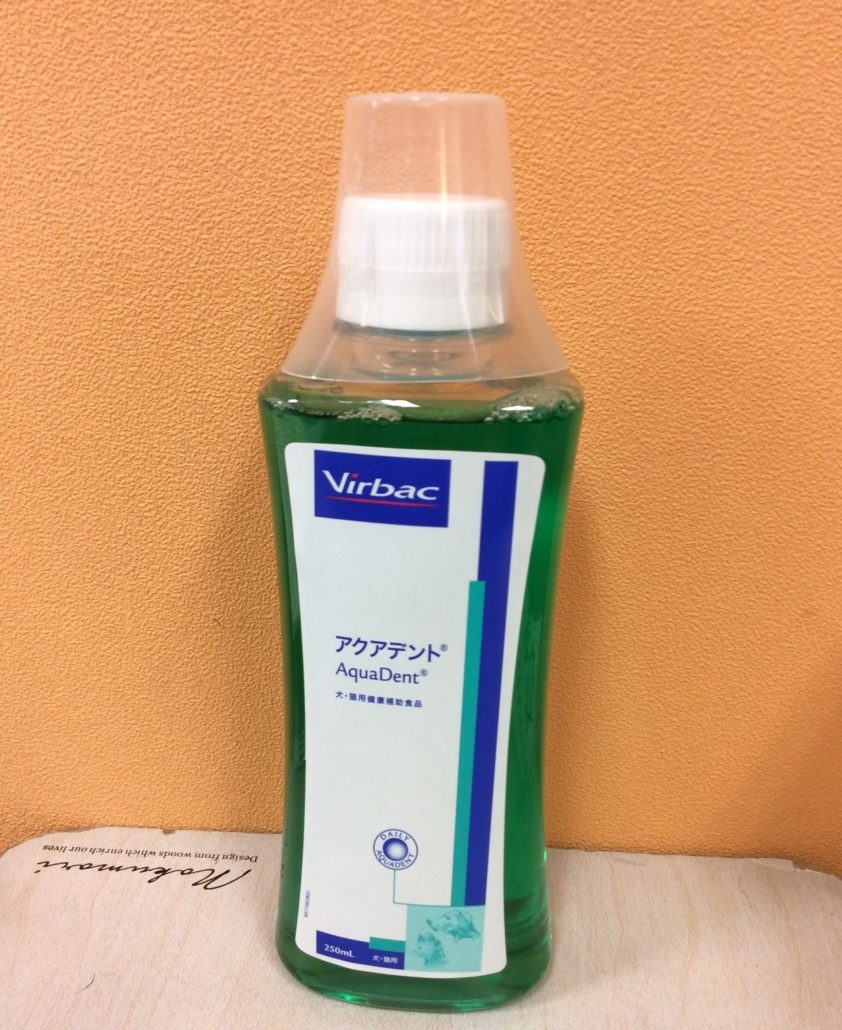 Virbac
アクアデント®
AquaDent®
犬・猫用健康補助食品
DAILY
AQUADENT
250mL
犬・猫用
Mokumori
Design from woods which enrich our lives